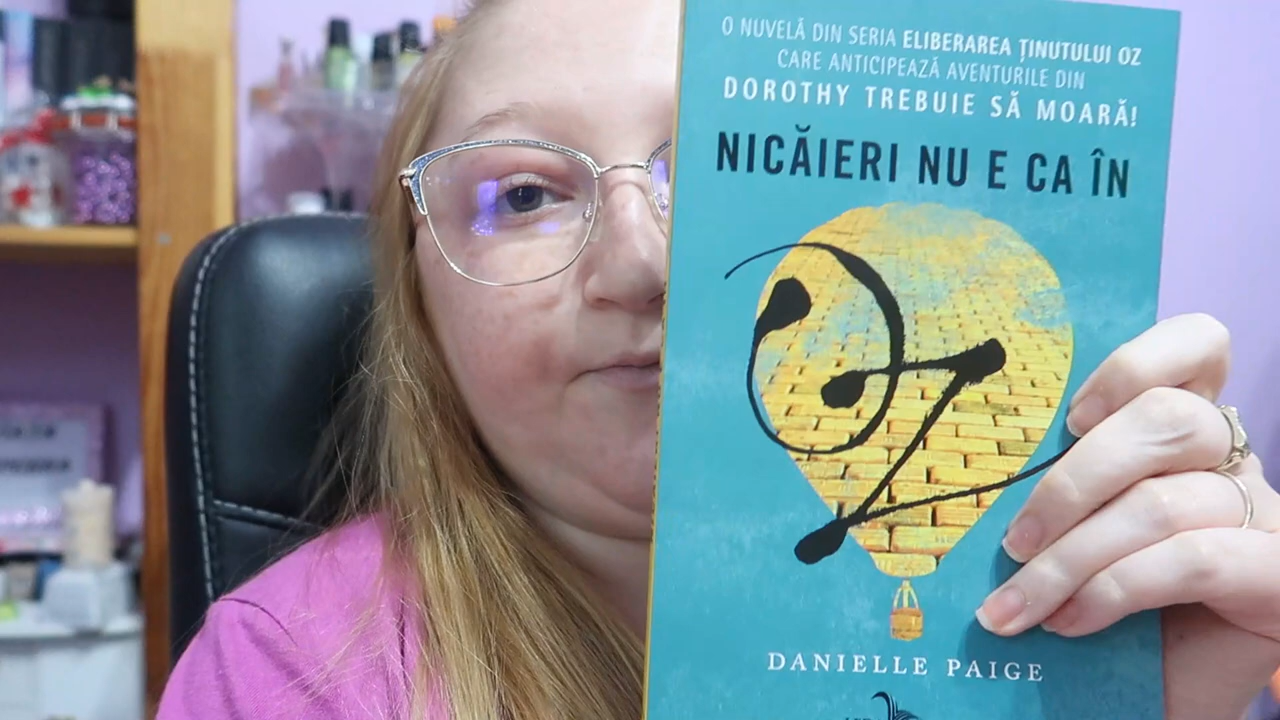 O NUVELĂ DIN SERIA ELIBERAREA ȚINUTULUI OZ
CARE ANTICIPEAZĂ AVENTURILE DIN
DOROTHY TREBUIE SĂ MOARĂ!
NICĂIERI NU E CA ÎN
OZ
DANIELLE PAIGE